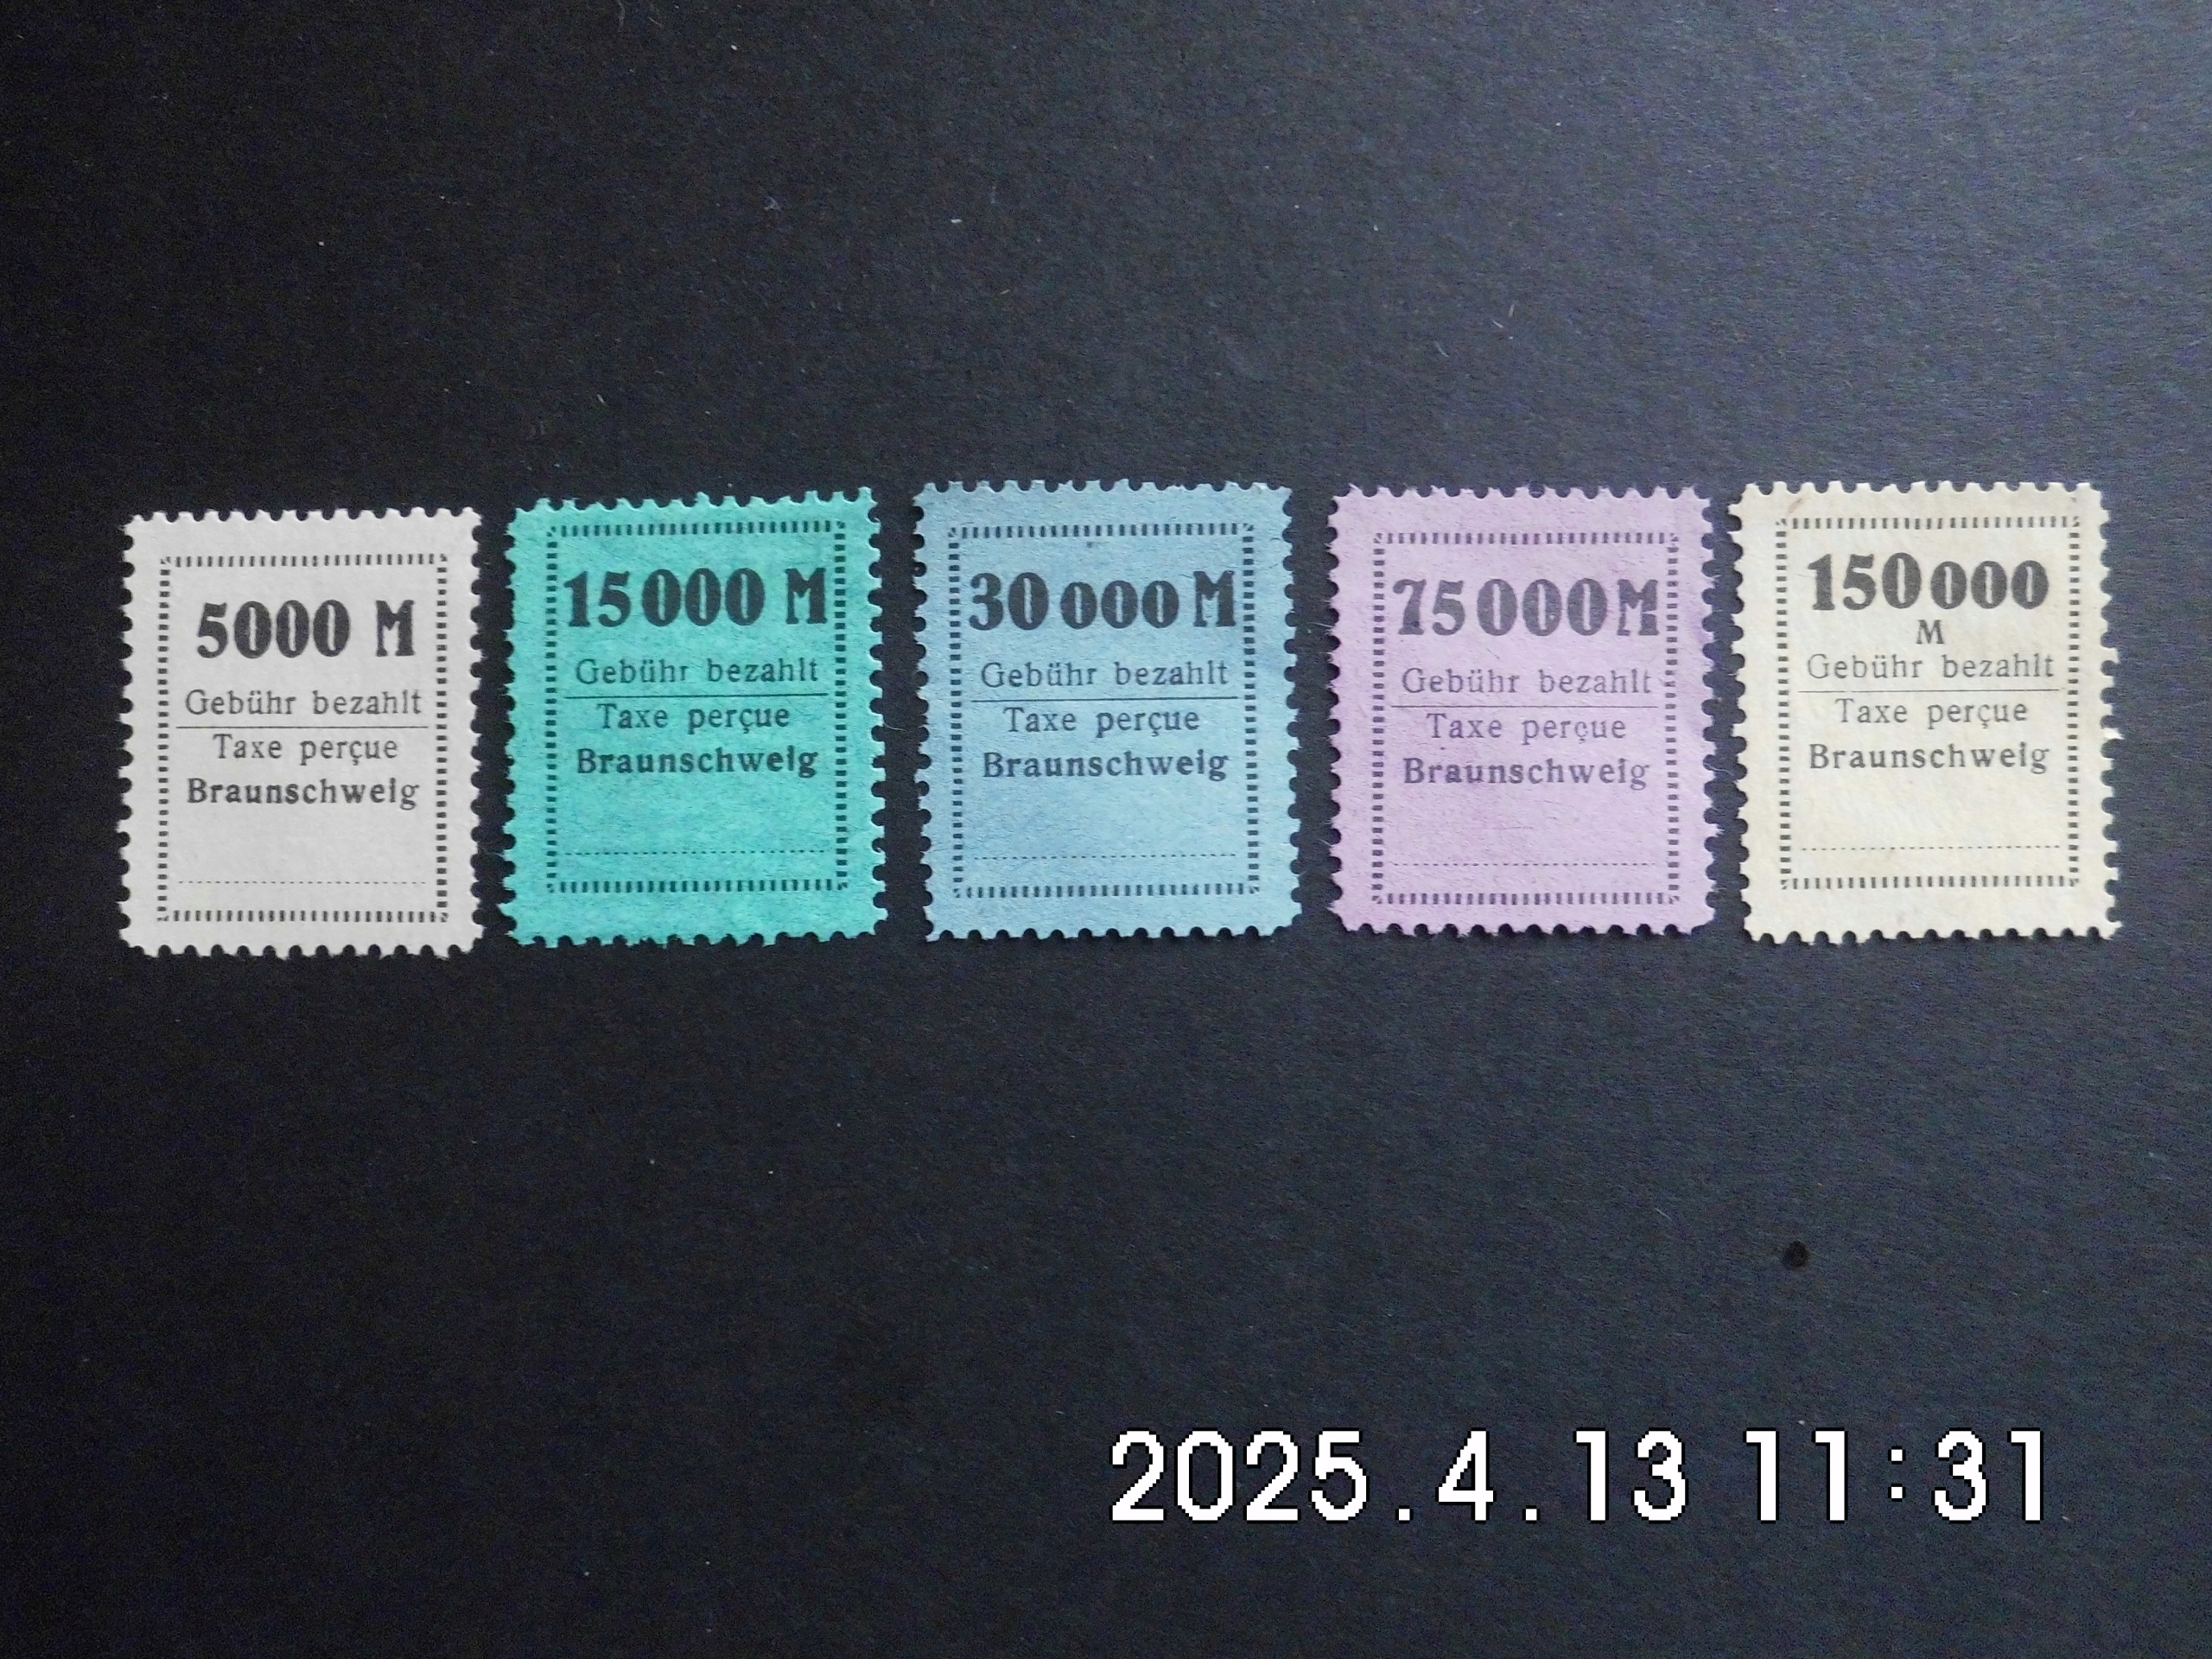 5000 M
Gebühr bezahlt
Taxe perçue
Braunschweig
15000 M
Gebühr bezahlt
Taxe perçue
Braunschweig
30000 M
Gebühr bezahlt
Taxe perçue
Braunschweig
75000 M
Gebühr bezahlt
Taxe perçue
Braunschweig
150000
M
Gebühr bezahlt
Taxe perçue
Braunschweig
2025.4.13 11:31